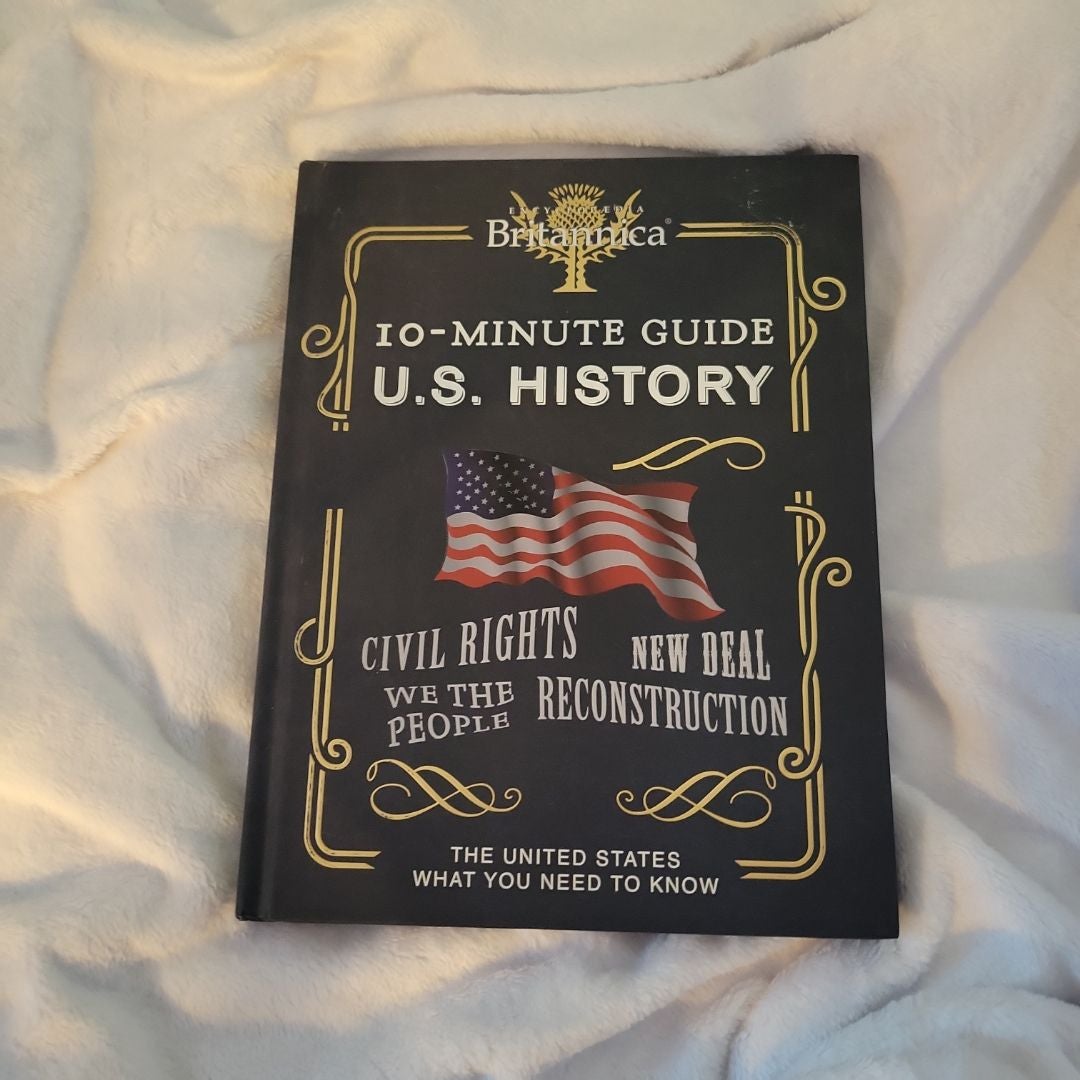 ENCYCLOPÆDIA
Britannica®
10-MINUTE GUIDE
U.S. HISTORY
CIVIL RIGHTS
NEW DEAL
WE THE
PEOPLE
RECONSTRUCTION
THE UNITED STATES
WHAT YOU NEED TO KNOW